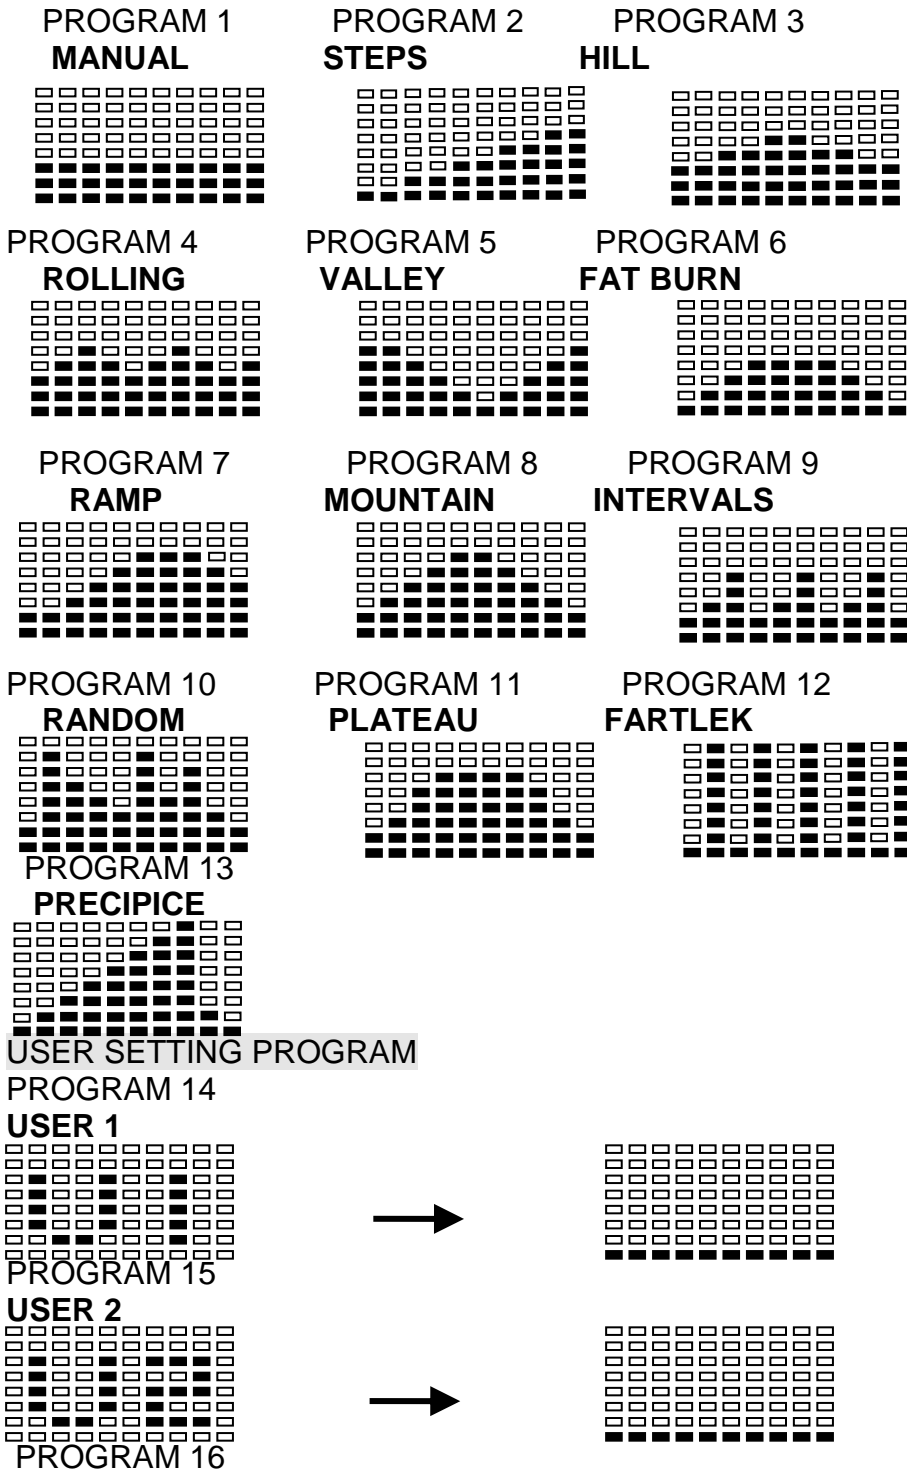 PROGRAM 1 PROGRAM 2 PROGRAM 3
MANUAL STEPS HILL
PROGRAM 4 PROGRAM 5 PROGRAM 6
ROLLING VALLEY FAT BURN
PROGRAM 7 PROGRAM 8 PROGRAM 9
RAMP MOUNTAIN INTERVALS
PROGRAM 10 PROGRAM 11 PROGRAM 12
RANDOM PLATEAU FARTLEK
PROGRAM 13
PRECIPICE
USER SETTING PROGRAM
PROGRAM 14
USER 1
PROGRAM 15
USER 2
PROGRAM 16